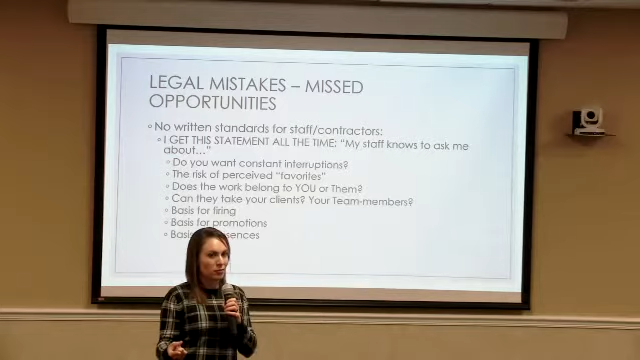 LEGAL MISTAKES – MISSED
OPPORTUNITIES
No written standards for staff/contractors:
I GET THIS STATEMENT ALL THE TIME: “My staff knows to ask me
about…”
Do you want constant interruptions?
The risk of perceived “favorites”
Does the work belong to YOU or Them?
Can they take your clients? Your Team-members?
Basis for firing
Basis for promotions
Basis